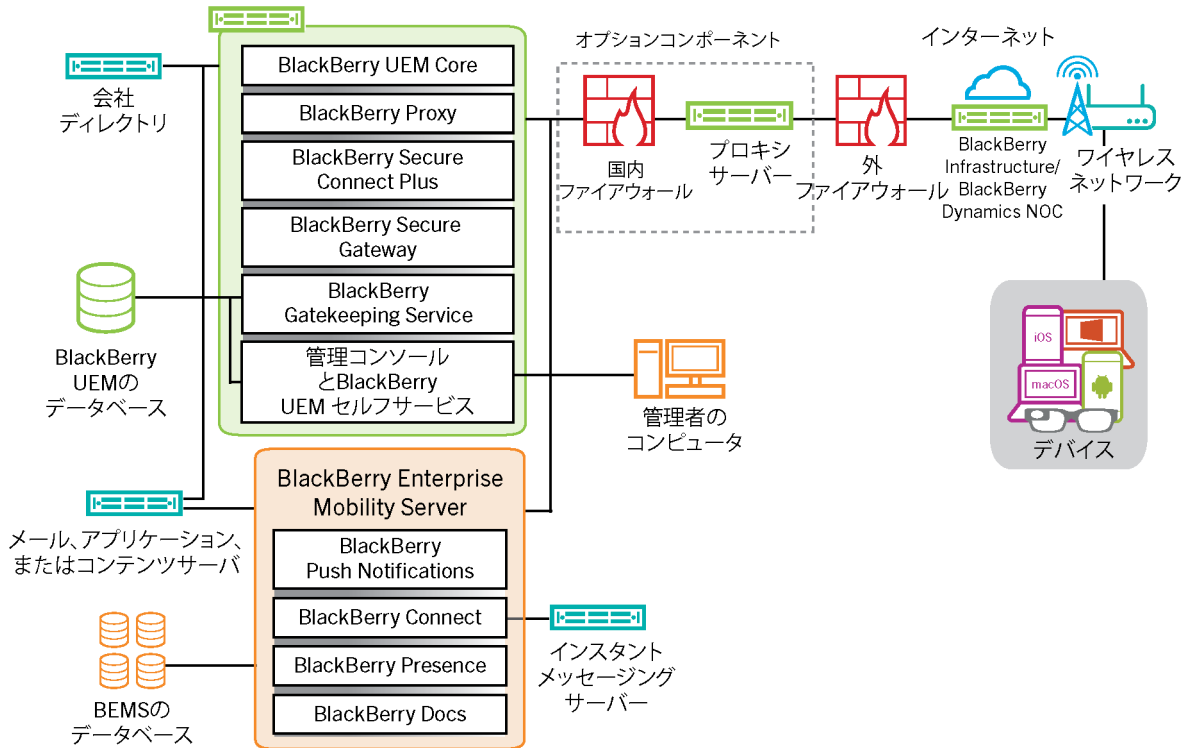 会社
ディレクトリ
BlackBerry UEM Core
BlackBerry Proxy
BlackBerry Secure
Connect Plus
BlackBerry Secure
Gateway
BlackBerry
Gatekeeping Service
管理コンソール
とBlackBerry
UEM セルフサービス
オプションコンポーネント
国内
ファイアウォール
プロキシ
サーバー
外
ファイアウォール
インターネット
BlackBerry
Infrastructure/
BlackBerry
Dynamics NOC
ワイヤレス
ネットワーク
iOS
macOS
デバイス
BlackBerry
UEMの
データベース
管理者の
コンピュータ
メール、アプリケーション、
またはコンテンツサーバ
BlackBerry Enterprise
Mobility Server
BlackBerry
Push Notifications
BlackBerry Connect
BlackBerry Presence
BlackBerry Docs
インスタント
メッセージング
サーバー
BEMSの
データベース